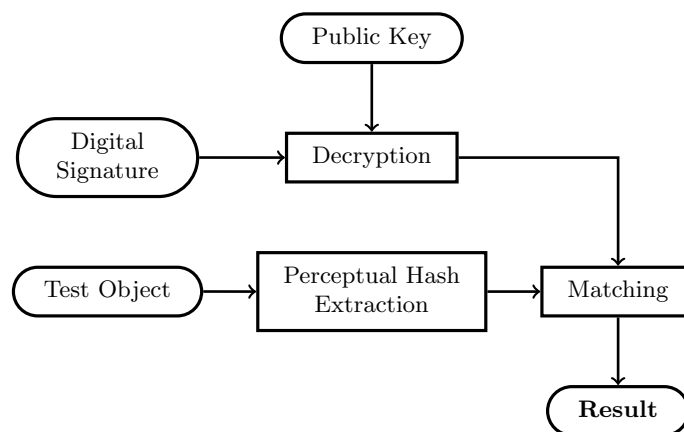 Public Key
Digital
Signature
Decryption
Test Object
Perceptual Hash
Extraction
Matching
Result